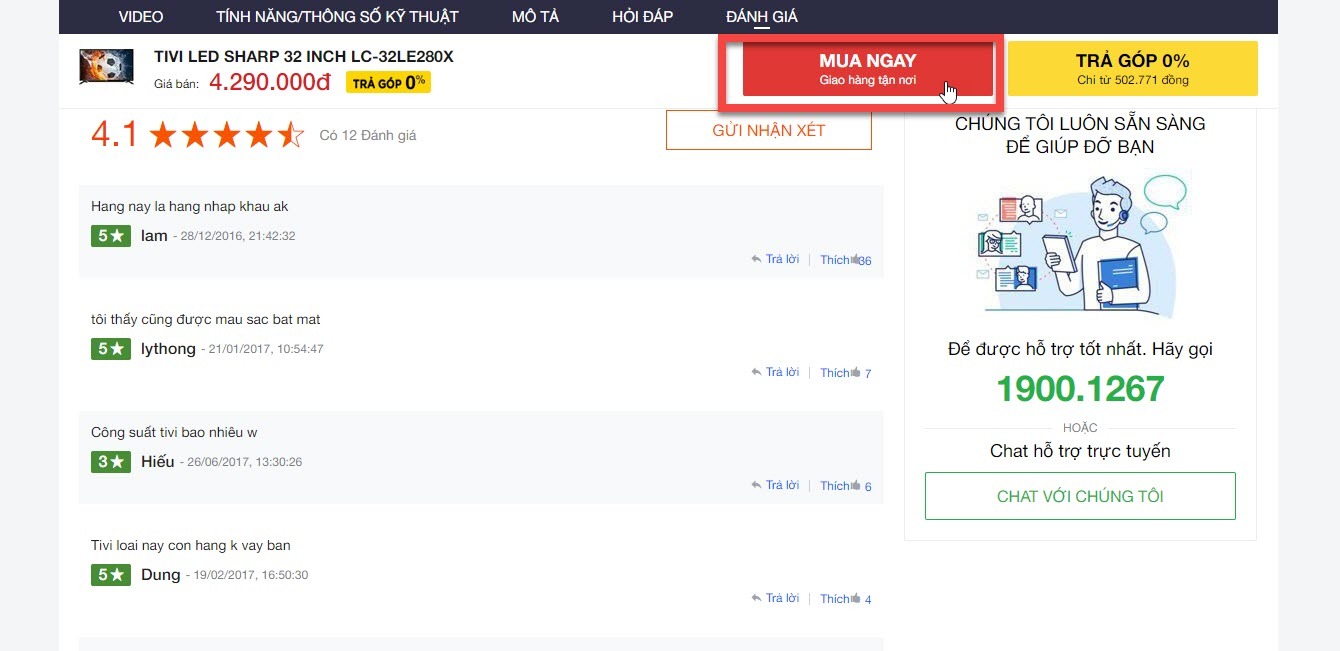 VIDEO
TÍNH NĂNG/THÔNG SỐ KỸ THUẬT
MÔ TẢ
HỎI ĐÁP
ĐÁNH GIÁ
TIVI LED SHARP 32 INCH LC-32LE280X
Giá bán: 4.290.000đ TRẢ GÓP 0%
MUA NGAY
Giao hàng tận nơi
TRẢ GÓP 0%
Chỉ từ 502.771 đồng
4.1 Có 12 Đánh giá
GỬI NHẬN XÉT
Hang nay la hang nhap khau ak
5 lam - 28/12/2016, 21:42:32
Trả lời Thích 36
tôi thấy cũng được mau sac bat mat
5 lythong - 21/01/2017, 10:54:47
Trả lời Thích 7
Công suất tivi bao nhiêu w
3 Hiếu - 26/06/2017, 13:30:26
Trả lời Thích 6
Tivi loai nay con hang k vay ban
5 Dung - 19/02/2017, 16:50:30
Trả lời Thích 4
CHÚNG TÔI LUÔN SẴN SÀNG
ĐỂ GIÚP ĐỠ BẠN
Để được hỗ trợ tốt nhất. Hãy gọi
1900.1267
HOẶC
Chat hỗ trợ trực tuyến
CHAT VỚI CHÚNG TÔI